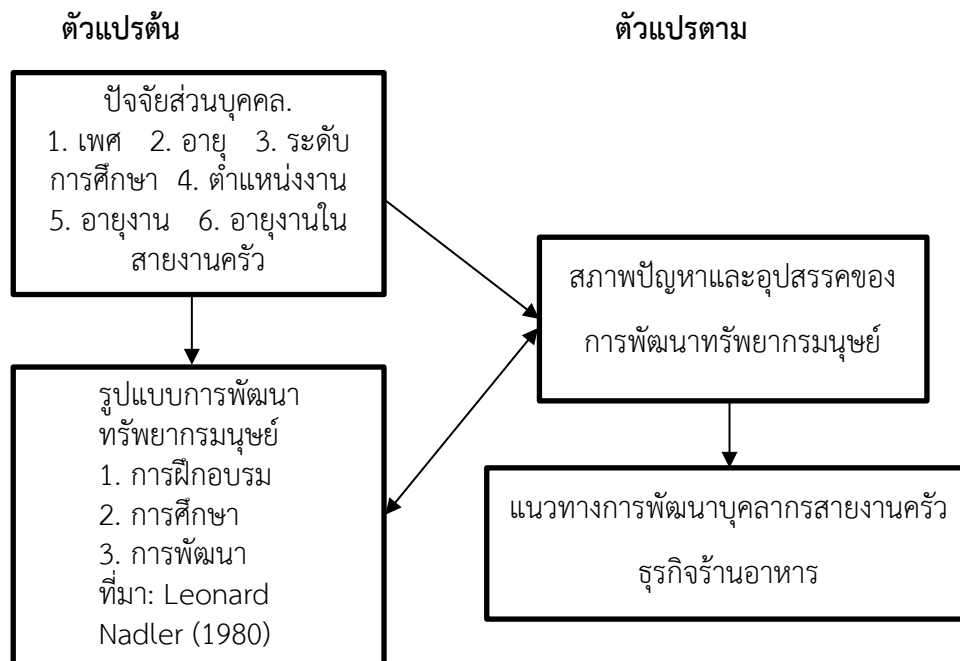 ตัวแปรต้น
ตัวแปรตาม
ปัจจัยส่วนบุคคล.
1. เพศ 2. อายุ 3. ระดับ
การศึกษา 4. ตำแหน่งงาน
5. อายุงาน 6. อายุงานใน
สายงานครัว
สภาพปัญหาและอุปสรรคของ
การพัฒนาทรัพยากรมนุษย์
รูปแบบการพัฒนา
ทรัพยากรมนุษย์
1. การฝึกอบรม
2. การศึกษา
3. การพัฒนา
ที่มา: Leonard
Nadler (1980)
แนวทางการพัฒนาบุคลากรสายงานครัว
ธุรกิจร้านอาหาร